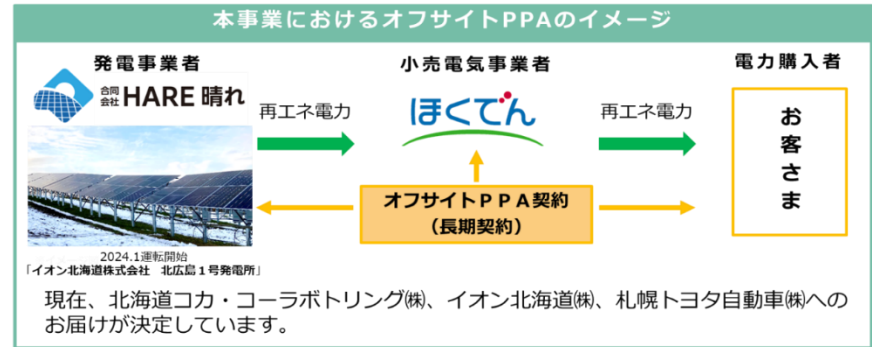 本事業におけるオフサイトPPAのイメージ
発電事業者
合同会社 HARE 晴れ
再エネ電力
小売電気事業者
ほくでん
再エネ電力
電力購入者
お客さま
オフサイトPPA契約
(長期契約)
2024.1運転開始
「イオン北海道株式会社 北広島1号発電所」
現在、北海道コカ・コーラボトリング㈱、イオン北海道㈱、札幌トヨタ自動車㈱への
お届けが決定しています。